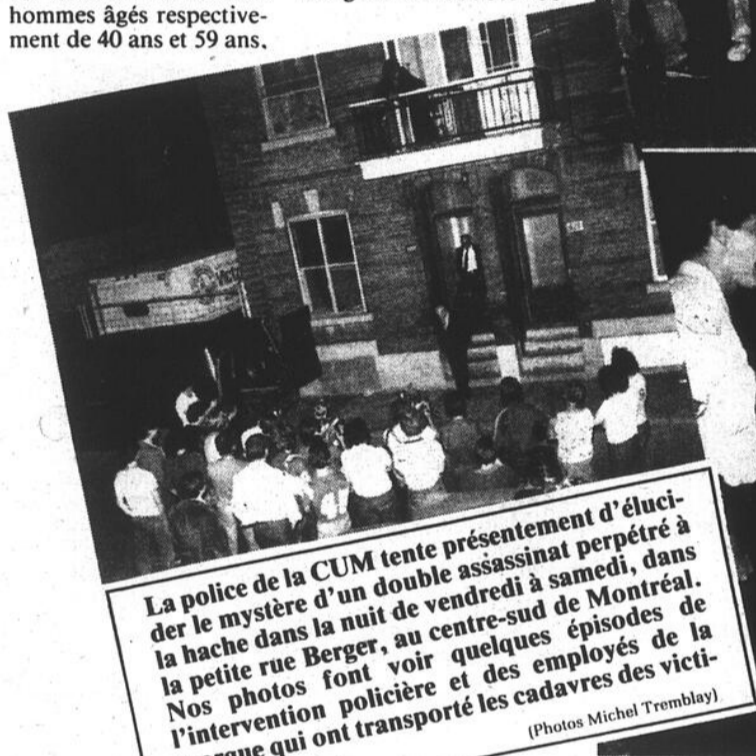 hommes âgés respective-
ment de 40 ans et 59 ans.
La police de la CUM tente présentement d'éluci-
der le mystère d'un double assassinat perpétré à
la hache dans la nuit de vendredi à samedi, dans
la petite rue Berger, au centre-sud de Montréal.
Nos photos font voir quelques épisodes de
l'intervention policière et des employés de la
qui ont transporté les cadavres des victi-
(Photos Michel Tremblay)